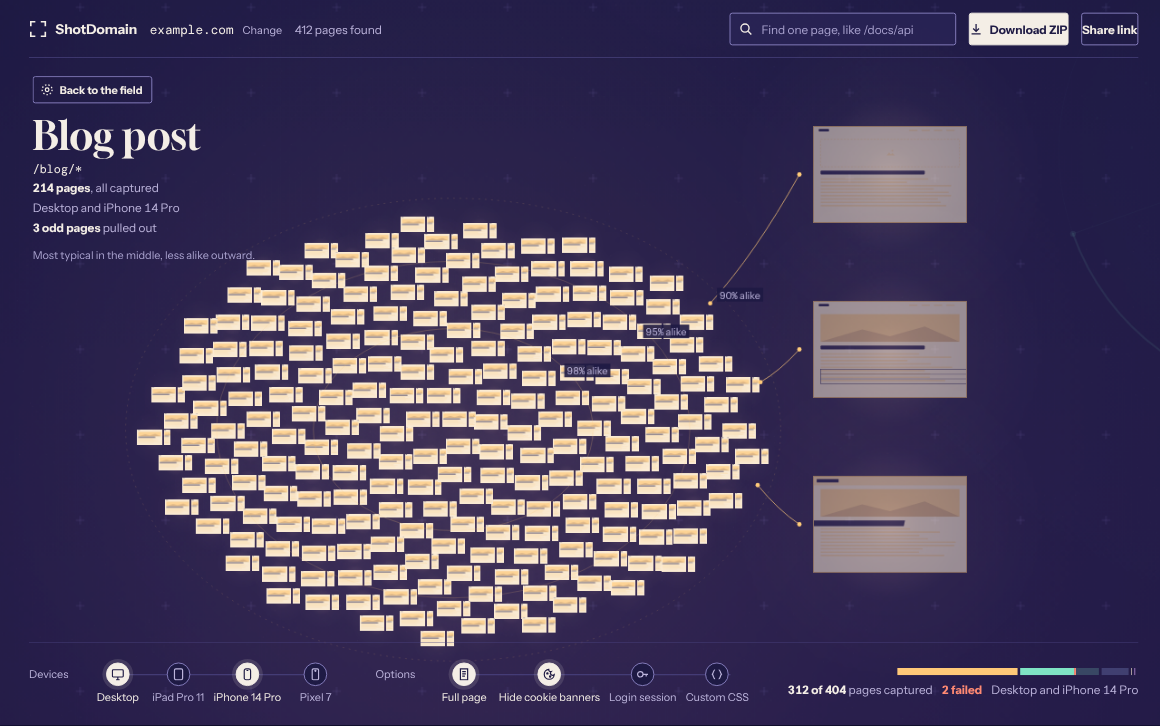 ShotDomain example.com Change 412 pages found
Find one page, like /docs/api
Download ZIP
Share link
Back to the field
Blog post
/blog/*
214 pages, all captured
Desktop and iPhone 14 Pro
3 odd pages pulled out
Most typical in the middle, less alike outward.
90% alike
95% alike
98% alike
Devices
Desktop
iPad Pro 11
iPhone 14 Pro
Pixel 7
Options
Full page
Hide cookie banners
Login session
Custom CSS
312 of 404 pages captured 2 failed Desktop and iPhone 14 Pro